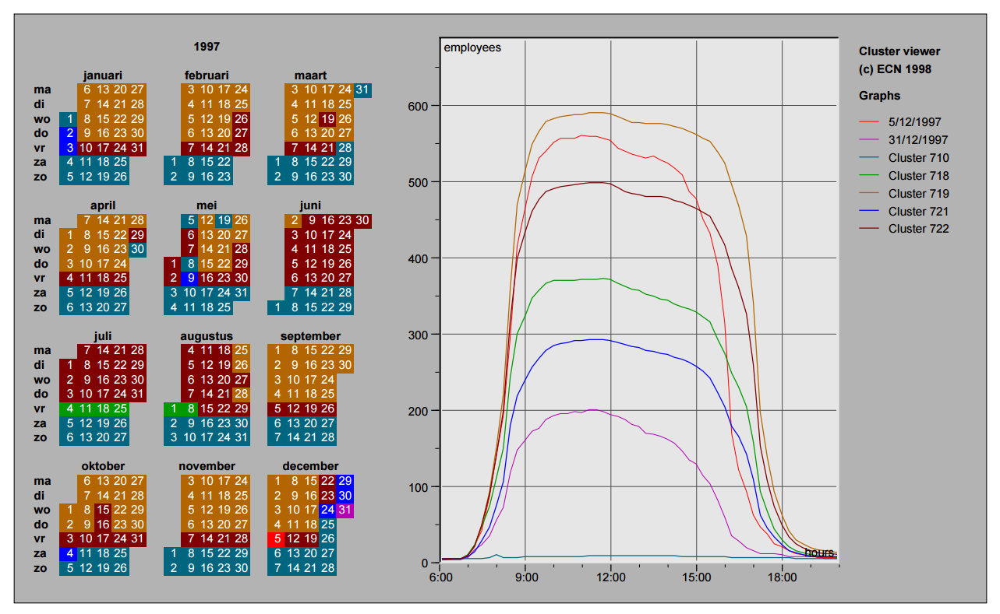 1997
januari februari maart
ma 6 13 20 27 3 10 17 24 3 10 17 24 31
di 7 14 21 28 4 11 18 25 4 11 18 25
wo 1 8 15 22 29 5 12 19 26 5 12 19 26
do 2 9 16 23 30 6 13 20 27 6 13 20 27
vr 3 10 17 24 31 7 14 21 28 7 14 21 28
za 4 11 18 25 1 8 15 22 1 8 15 22 29
zo 5 12 19 26 2 9 16 23 2 9 16 23 30
april mei juni
ma 7 14 21 28 5 12 19 26 2 9 16 23 30
di 1 8 15 22 29 6 13 20 27 3 10 17 24
wo 2 9 16 23 30 7 14 21 28 4 11 18 25
do 3 10 17 24 1 8 15 22 29 5 12 19 26
vr 4 11 18 25 2 9 16 23 30 6 13 20 27
za 5 12 19 26 3 10 17 24 31 7 14 21 28
zo 6 13 20 27 4 11 18 25 1 8 15 22 29
juli augustus september
ma 7 14 21 28 4 11 18 25 1 8 15 22 29
di 1 8 15 22 29 5 12 19 26 2 9 16 23 30
wo 2 9 16 23 30 6 13 20 27 3 10 17 24
do 3 10 17 24 31 7 14 21 28 4 11 18 25
vr 4 11 18 25 1 8 15 22 29 5 12 19 26
za 5 12 19 26 2 9 16 23 30 6 13 20 27
zo 6 13 20 27 3 10 17 24 31 7 14 21 28
oktober november december
ma 6 13 20 27 3 10 17 24 1 8 15 22 29
di 7 14 21 28 4 11 18 25 2 9 16 23 30
wo 1 8 15 22 29 5 12 19 26 3 10 17 24 31
do 2 9 16 23 30 6 13 20 27 4 11 18 25
vr 3 10 17 24 31 7 14 21 28 5 12 19 26
za 4 11 18 25 1 8 15 22 29 6 13 20 27
zo 5 12 19 26 2 9 16 23 30 7 14 21 28
employees
600
500
400
300
200
100
0
hours
6:00 9:00 12:00 15:00 18:00
Cluster viewer
(c) ECN 1998
Graphs
5/12/1997
31/12/1997
Cluster 710
Cluster 718
Cluster 719
Cluster 721
Cluster 722